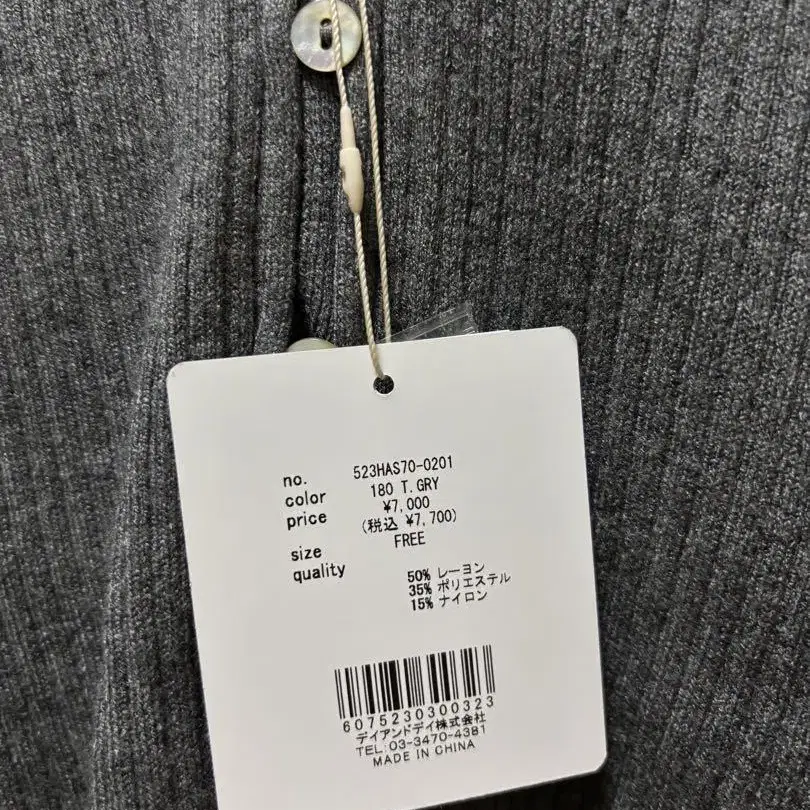 no. 523HAS70-0201
color 180 T.GRY
price ¥7,000
(税込 ¥7,700)
size FREE
quality 50% レーヨン
35% ポリエステル
15% ナイロン
6075230300323
デイアンドデイ株式会社
TEL:03-3470-4381
MADE IN CHINA